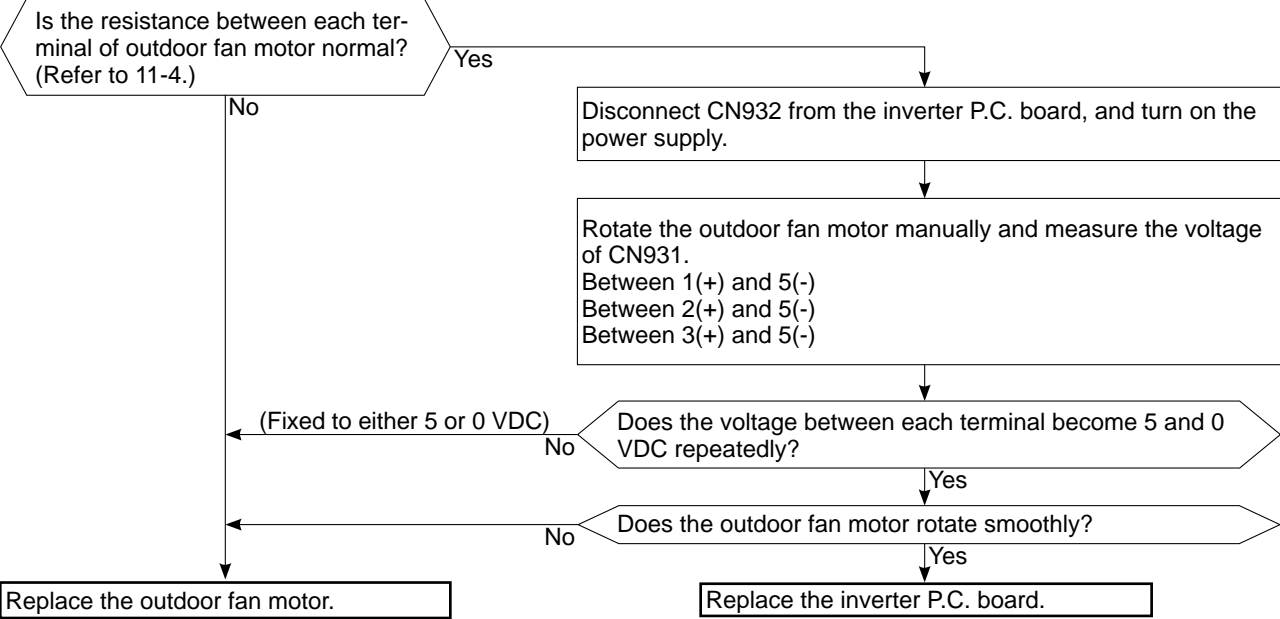 Is the resistance between each ter-
minal of outdoor fan motor normal?
(Refer to 11-4.)
Yes
No
Disconnect CN932 from the inverter P.C. board, and turn on the
power supply.
Rotate the outdoor fan motor manually and measure the voltage
of CN931.
Between 1(+) and 5(-)
Between 2(+) and 5(-)
Between 3(+) and 5(-)
(Fixed to either 5 or 0 VDC)
No
Does the voltage between each terminal become 5 and 0
VDC repeatedly?
Yes
No
Does the outdoor fan motor rotate smoothly?
Yes
Replace the outdoor fan motor.
Replace the inverter P.C. board.